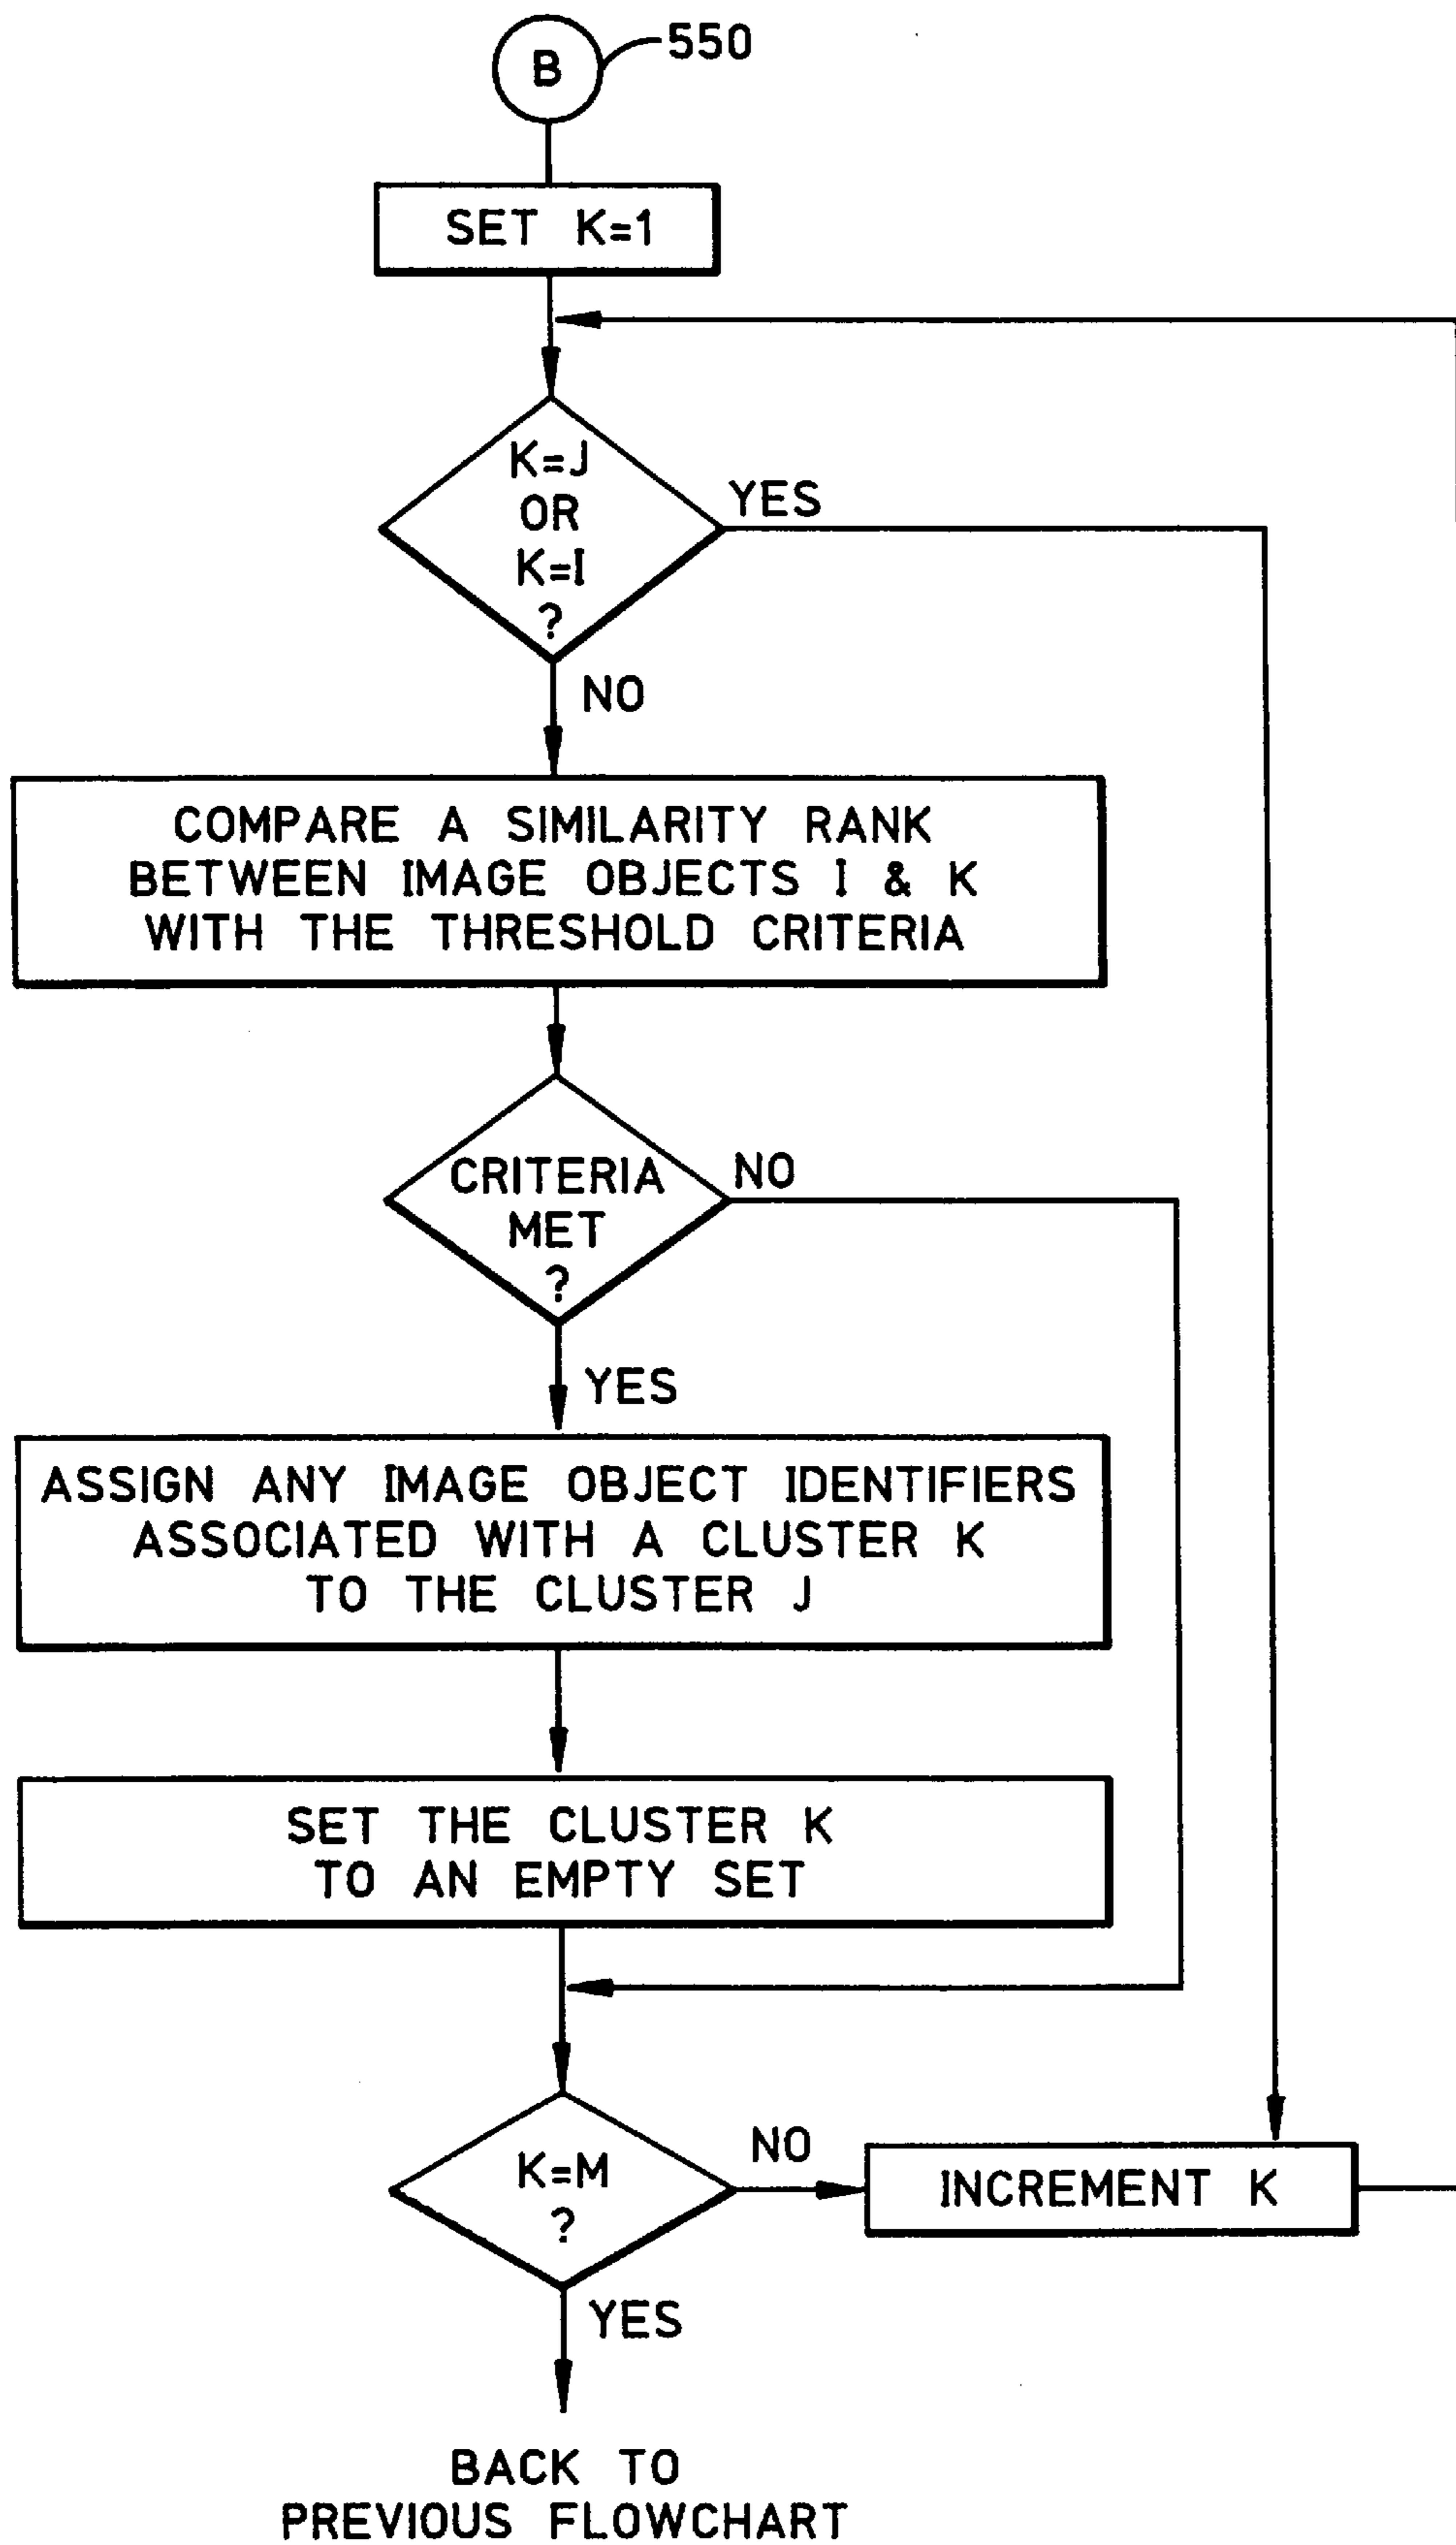 B
550
SET K=1
K=J
OR
K=I
?
YES
NO
COMPARE A SIMILARITY RANK
BETWEEN IMAGE OBJECTS I & K
WITH THE THRESHOLD CRITERIA
CRITERIA
MET
?
NO
YES
ASSIGN ANY IMAGE OBJECT IDENTIFIERS
ASSOCIATED WITH A CLUSTER K
TO THE CLUSTER J
SET THE CLUSTER K
TO AN EMPTY SET
K=M
?
NO
INCREMENT K
YES
BACK TO
PREVIOUS FLOWCHART